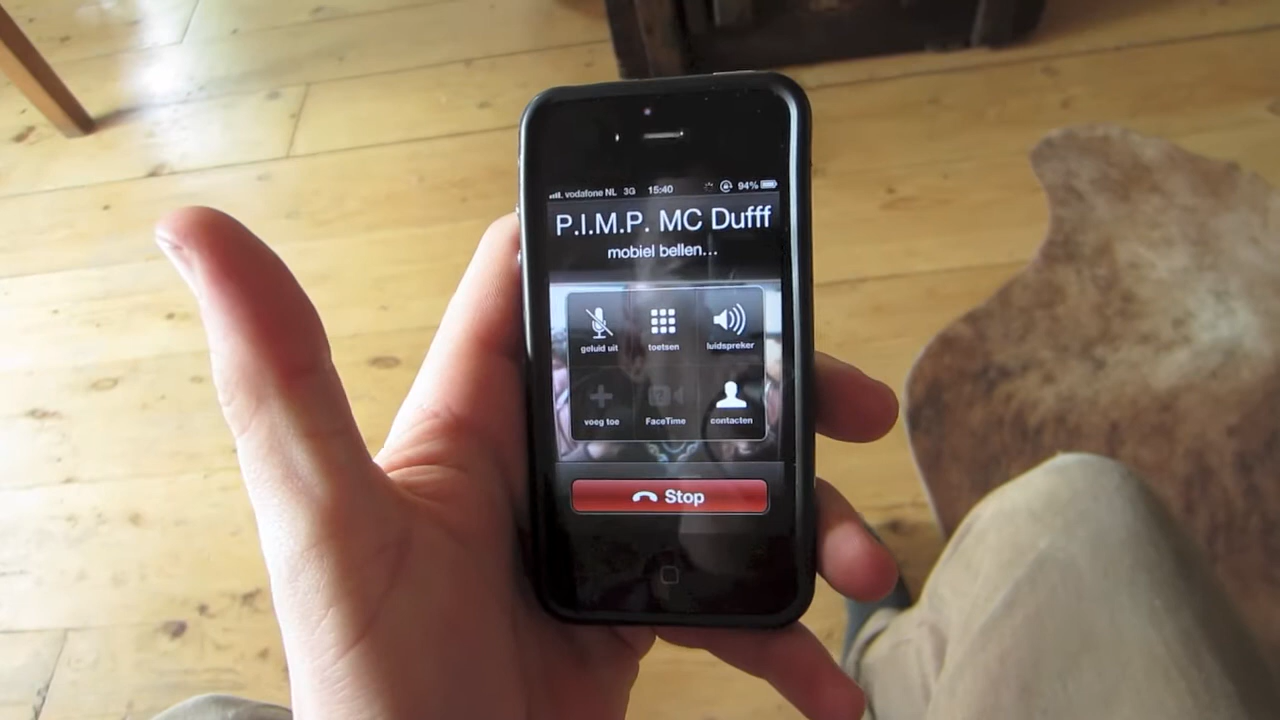 vodafone NL 3G 15:40 94%
P.I.M.P. MC Dufff
mobiel bellen...
geluid uit toetsen luidspreker
voeg toe FaceTime contacten
Stop